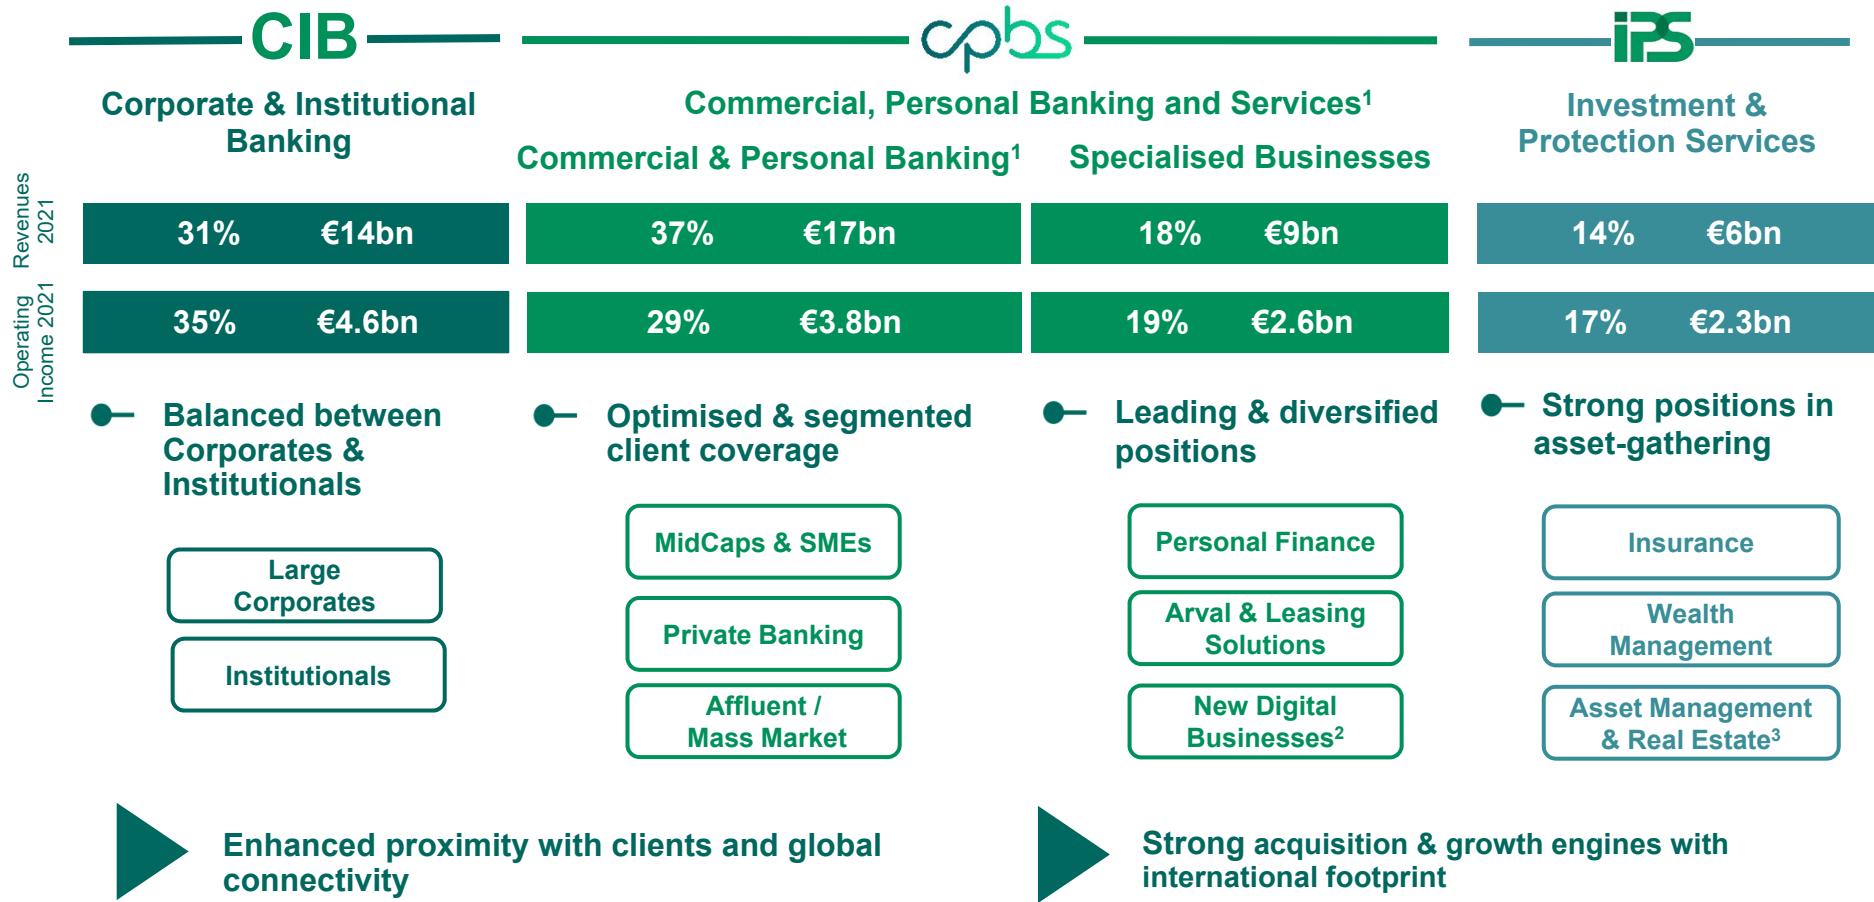 CIB
cpbs
iPS
Corporate & Institutional
Banking
Commercial, Personal Banking and Services¹
Commercial & Personal Banking¹
Specialised Businesses
Investment &
Protection Services
Revenues
2021
31% €14bn
37% €17bn
18% €9bn
14% €6bn
Operating
Income 2021
35% €4.6bn
29% €3.8bn
19% €2.6bn
17% €2.3bn
Balanced between
Corporates &
Institutionals
Large
Corporates
Institutionals
Optimised & segmented
client coverage
MidCaps & SMEs
Private Banking
Affluent /
Mass Market
Leading & diversified
positions
Personal Finance
Arval & Leasing
Solutions
New Digital
Businesses²
Strong positions in
asset-gathering
Insurance
Wealth
Management
Asset Management
& Real Estate³
Enhanced proximity with clients and global
connectivity
Strong acquisition & growth engines with
international footprint